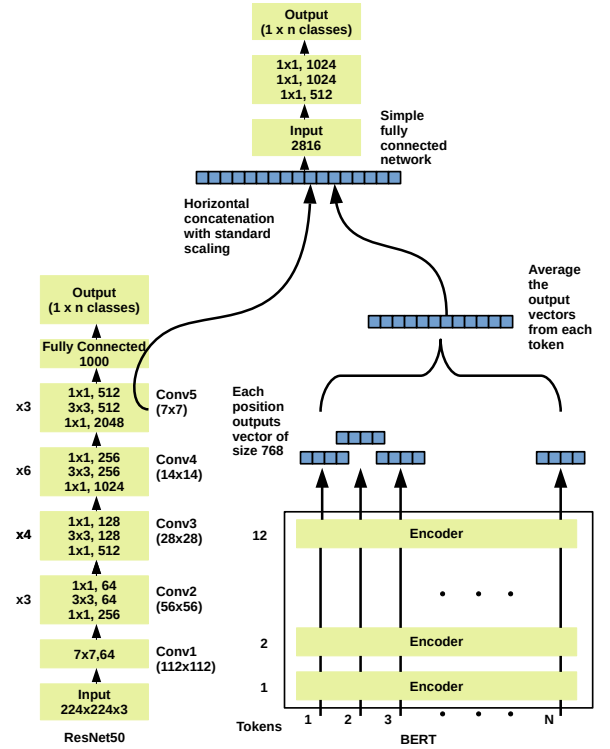 Output
(1 x n classes)
1x1, 1024
1x1, 1024
1x1, 512
Input
2816
Simple
fully
connected
network
Horizontal
concatenation
with standard
scaling
Output
(1 x n classes)
Fully Connected
1000
x3
1x1, 512
3x3, 512
1x1, 2048
Conv5
(7x7)
x6
1x1, 256
3x3, 256
1x1, 1024
Conv4
(14x14)
x4
1x1, 128
3x3, 128
1x1, 512
Conv3
(28x28)
x3
1x1, 64
3x3, 64
1x1, 256
Conv2
(56x56)
7x7,64
Conv1
(112x112)
Input
224x224x3
ResNet50
Average
the
output
vectors
from each
token
Each
position
outputs
vector of
size 768
12
Encoder
. . .
2
Encoder
1
Encoder
Tokens
1
2
3
. . .
N
BERT